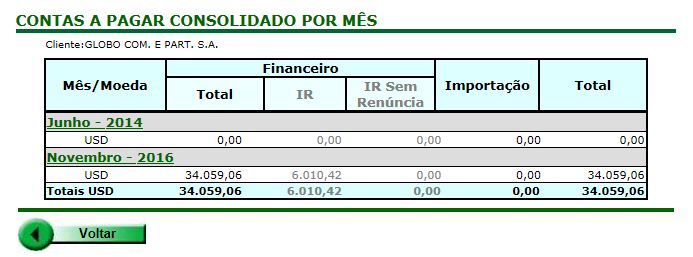 CONTAS A PAGAR CONSOLIDADO POR MÊS
Cliente:GLOBO COM. E PART. S.A.
Mês/Moeda Financeiro Importação Total
Total IR IR Sem Renúncia
Junho - 2014
USD 0,00 0,00 0,00 0,00 0,00
Novembro - 2016
USD 34.059,06 6.010,42 0,00 0,00 34.059,06
Totais USD 34.059,06 6.010,42 0,00 0,00 34.059,06
Voltar